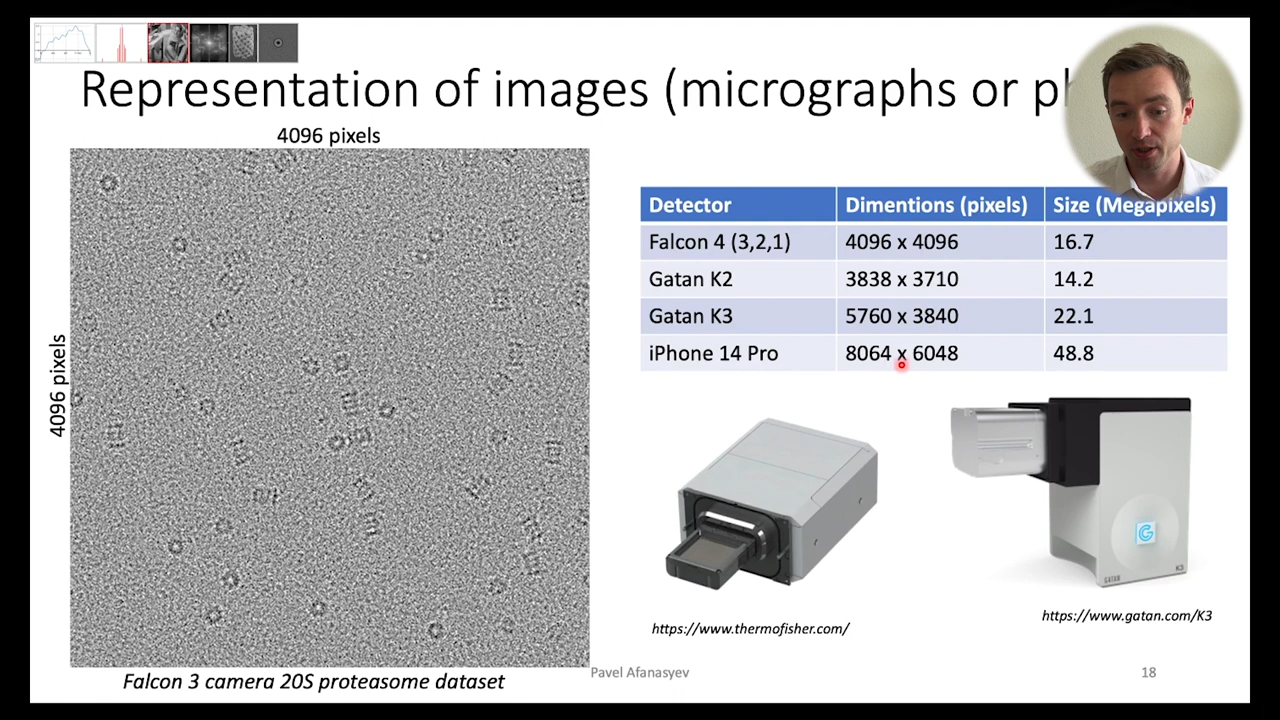 Representation of images (micrographs or
4096 pixels
4096 pixels
Detector Dimentions (pixels) Size (Megapixels)
Falcon 4 (3,2,1) 4096 x 4096 16.7
Gatan K2 3838 x 3710 14.2
Gatan K3 5760 x 3840 22.1
iPhone 14 Pro 8064 x 6048 48.8
GATAN K3
https://www.thermofisher.com/
https://www.gatan.com/K3
Falcon 3 camera 20S proteasome dataset
Pavel Afanasyev
18